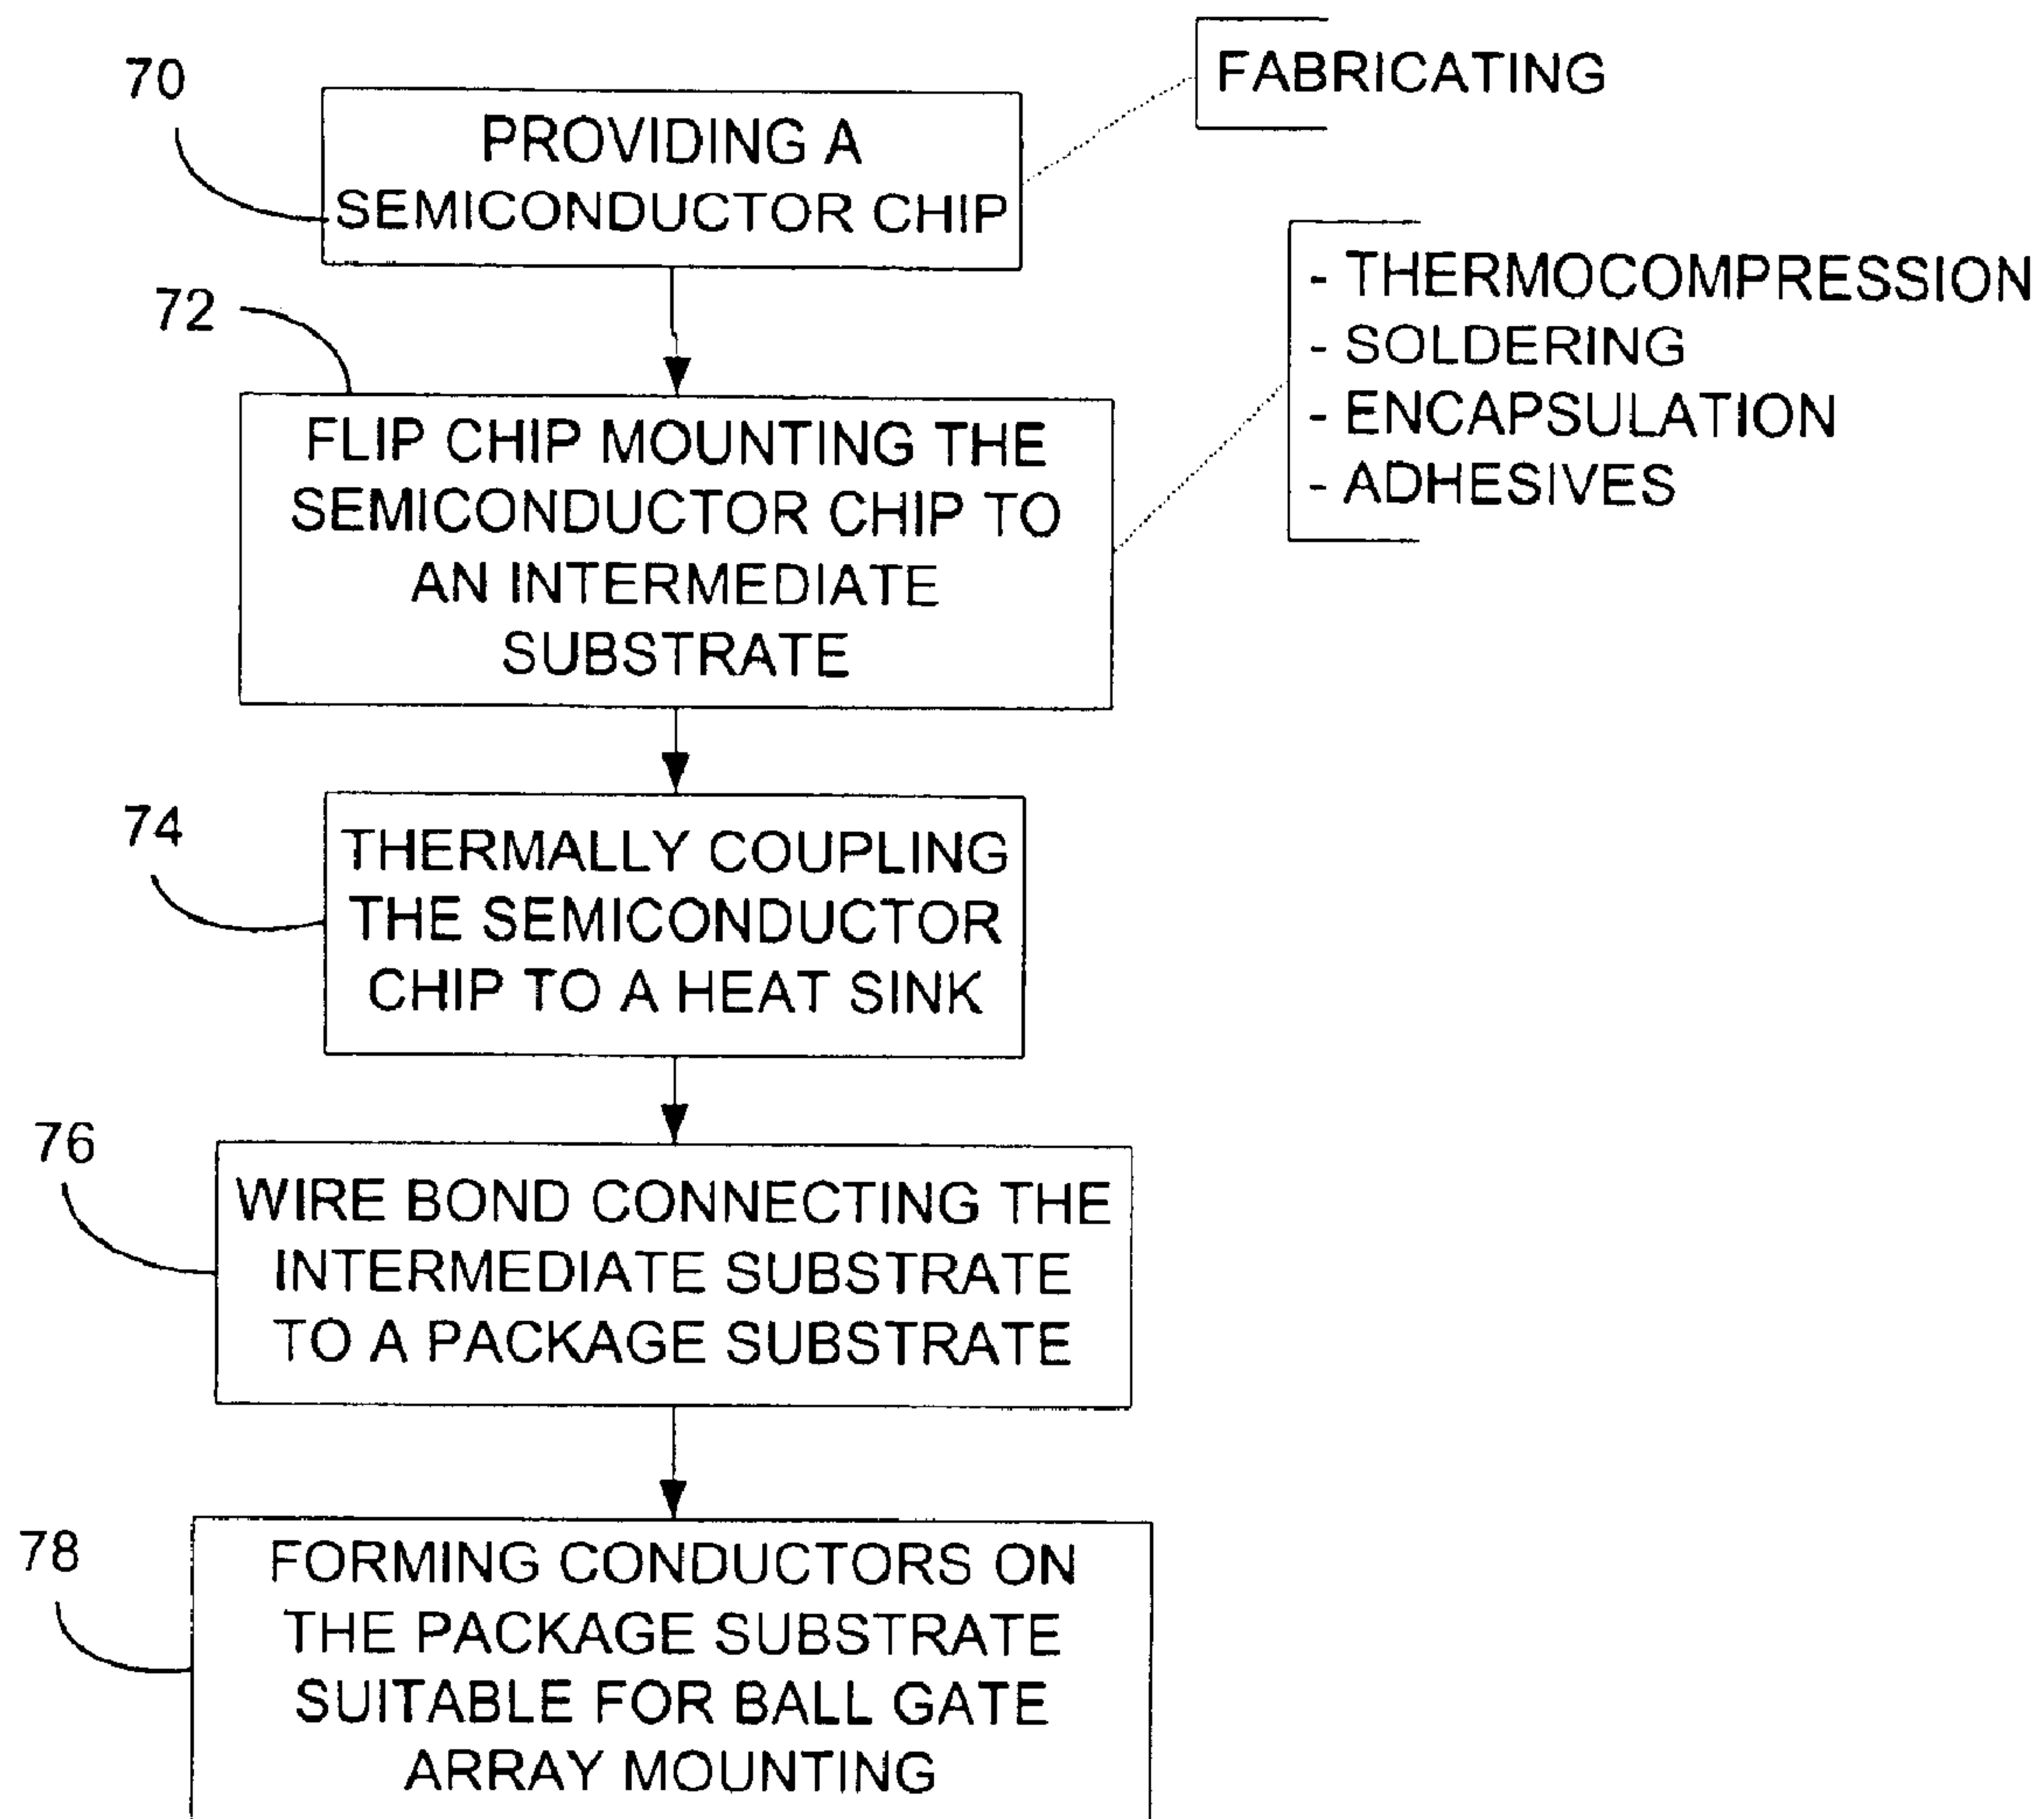 70
PROVIDING A
SEMICONDUCTOR CHIP
FABRICATING
72
FLIP CHIP MOUNTING THE
SEMICONDUCTOR CHIP TO
AN INTERMEDIATE
SUBSTRATE
- THERMOCOMPRESSION
- SOLDERING
- ENCAPSULATION
- ADHESIVES
74
THERMALLY COUPLING
THE SEMICONDUCTOR
CHIP TO A HEAT SINK
76
WIRE BOND CONNECTING THE
INTERMEDIATE SUBSTRATE
TO A PACKAGE SUBSTRATE
78
FORMING CONDUCTORS ON
THE PACKAGE SUBSTRATE
SUITABLE FOR BALL GATE
ARRAY MOUNTING